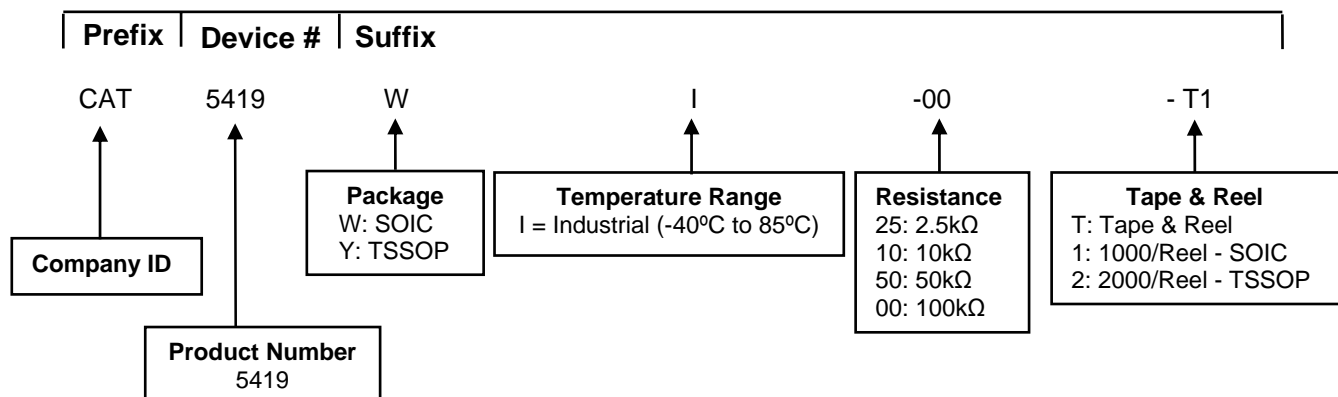 Prefix Device # Suffix
CAT 5419 W I -00 - T1
Company ID
Product Number
5419
Package
W: SOIC
Y: TSSOP
Temperature Range
I = Industrial (-40ºC to 85ºC)
Resistance
25: 2.5kΩ
10: 10kΩ
50: 50kΩ
00: 100kΩ
Tape & Reel
T: Tape & Reel
1: 1000/Reel - SOIC
2: 2000/Reel - TSSOP